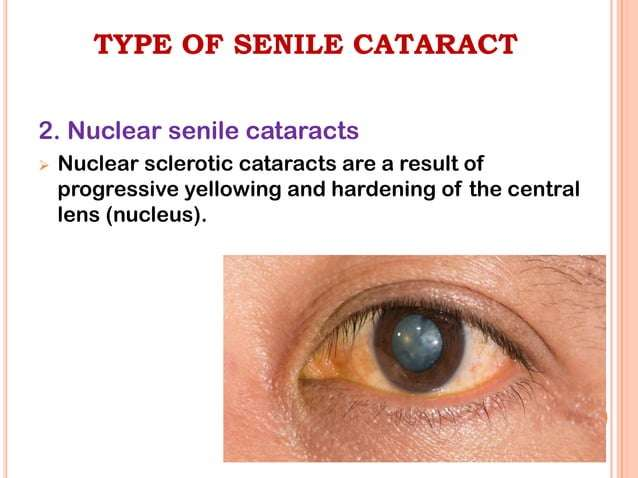 TYPE OF SENILE CATARACT
2. Nuclear senile cataracts
Nuclear sclerotic cataracts are a result of
progressive yellowing and hardening of the central
lens (nucleus).